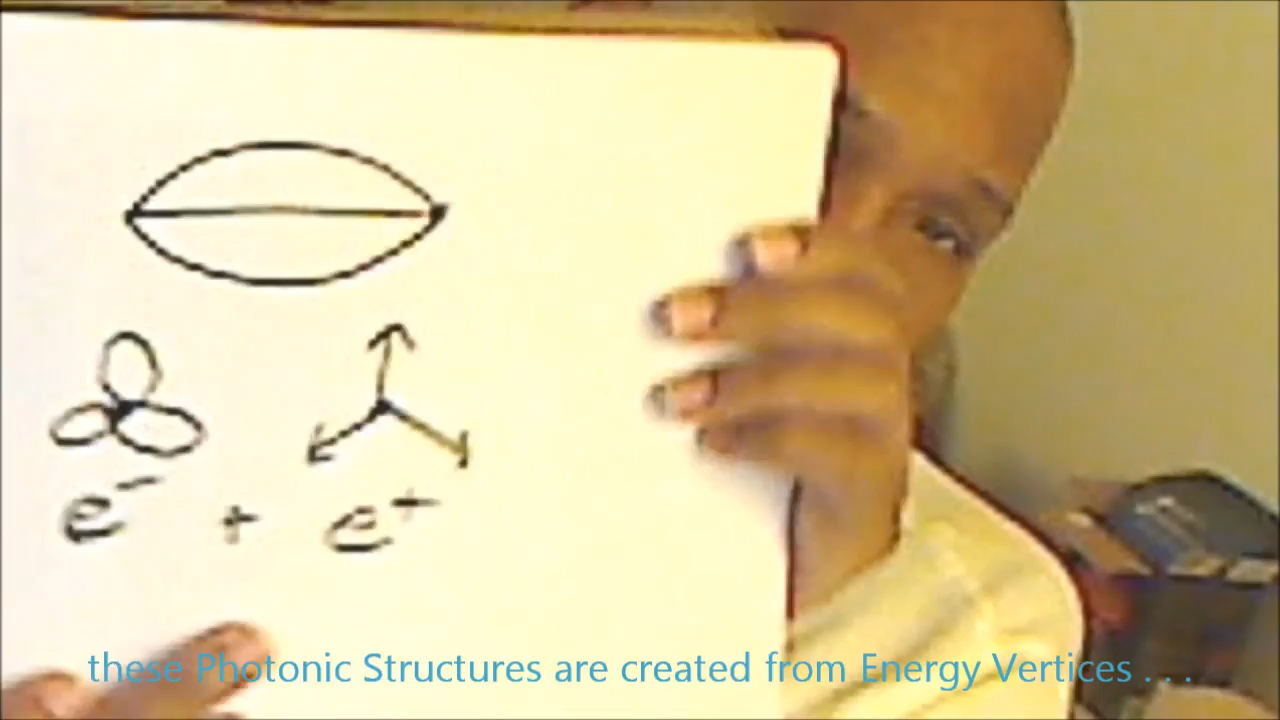 e⁻ + e⁺
these Photonic Structures are created from Energy Vertices . . .